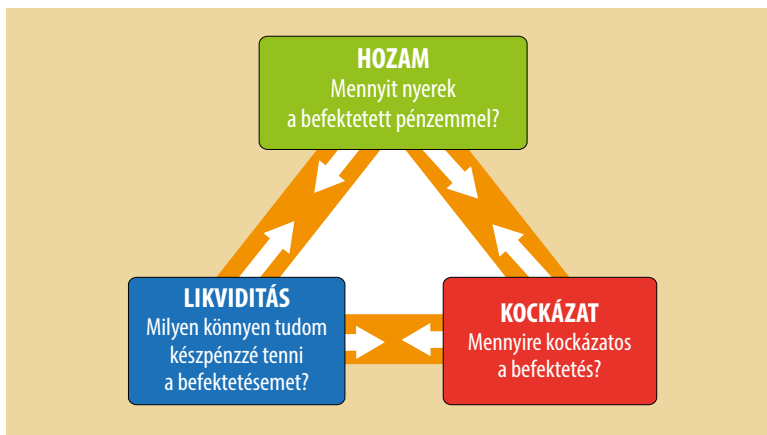 HOZAM
Mennyit nyerek
a befektetett pénzemmel?
LIKVIDITÁS
Milyen könnyen tudom
készpénzzé tenni
a befektetésemet?
KOCKÁZAT
Mennyire kockázatos
a befektetés?